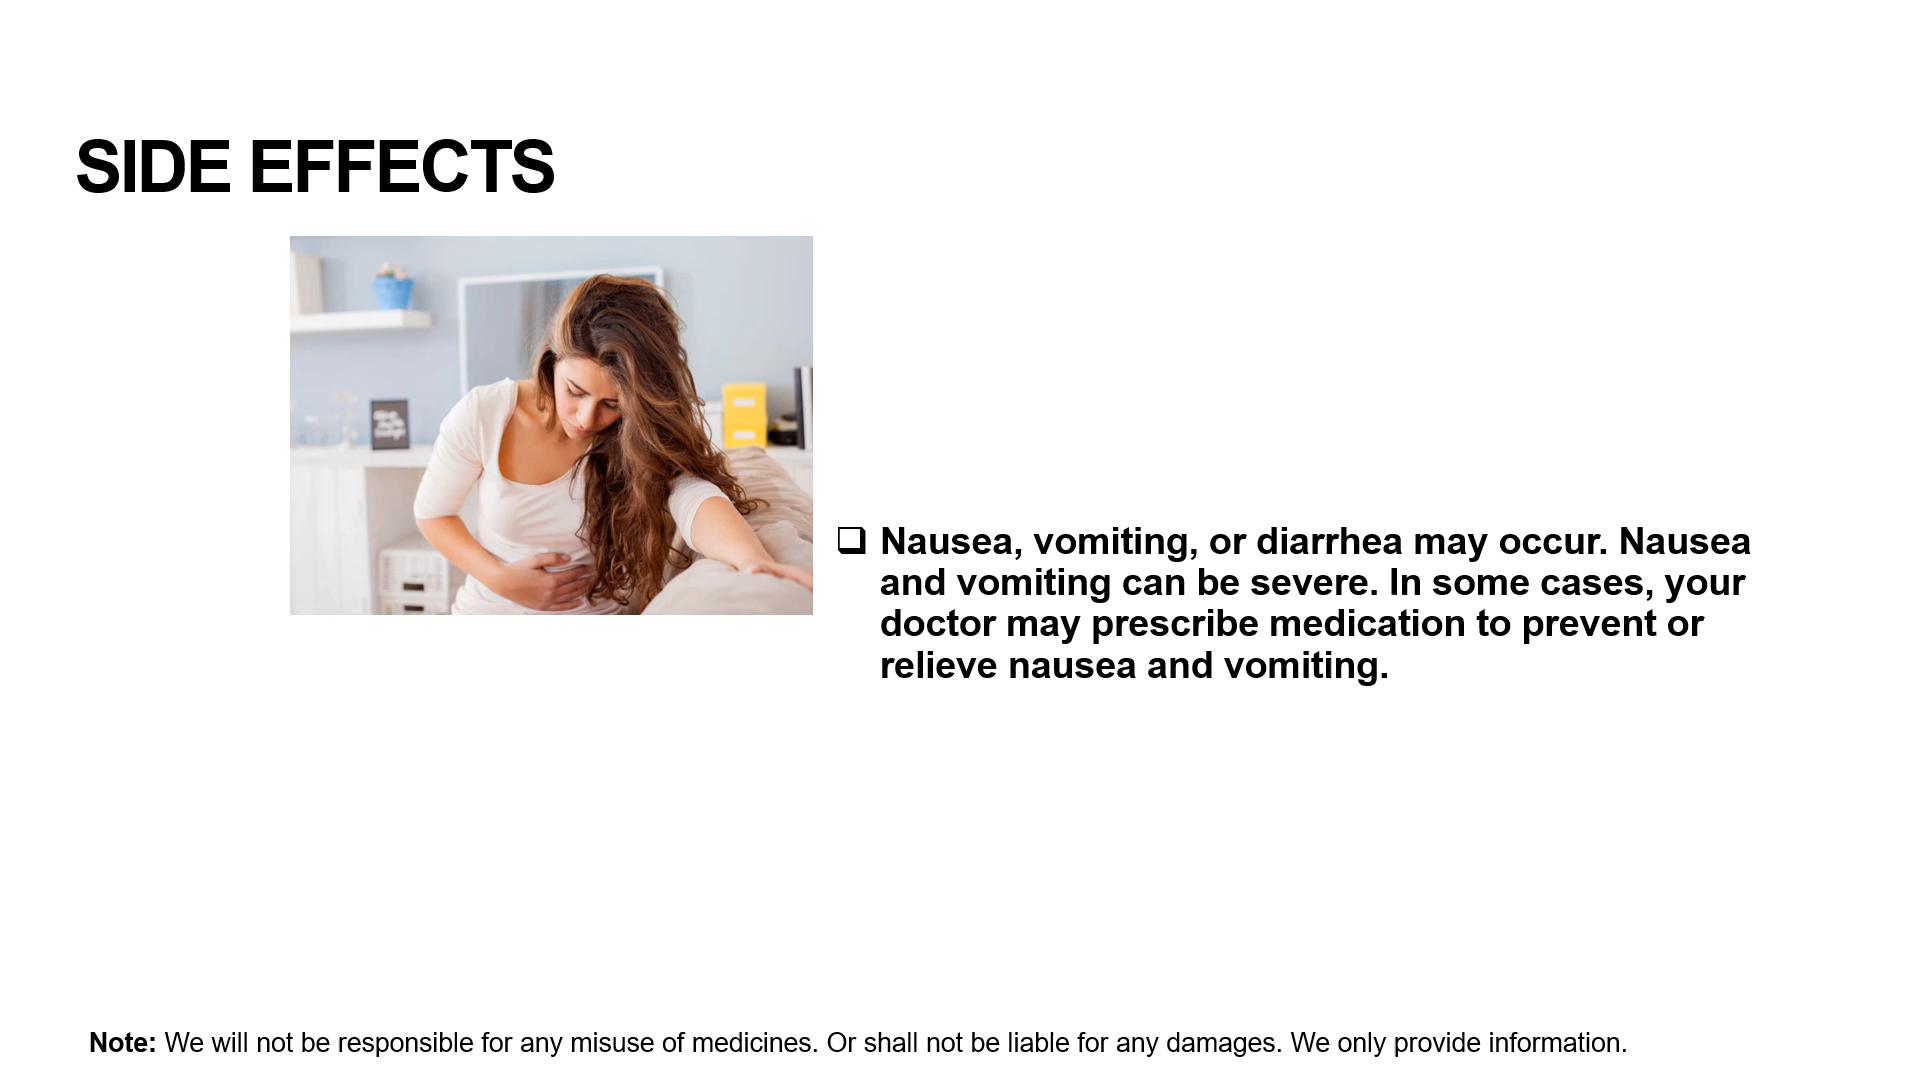 SIDE EFFECTS
❑ Nausea, vomiting, or diarrhea may occur. Nausea
and vomiting can be severe. In some cases, your
doctor may prescribe medication to prevent or
relieve nausea and vomiting.
Note: We will not be responsible for any misuse of medicines. Or shall not be liable for any damages. We only provide information.